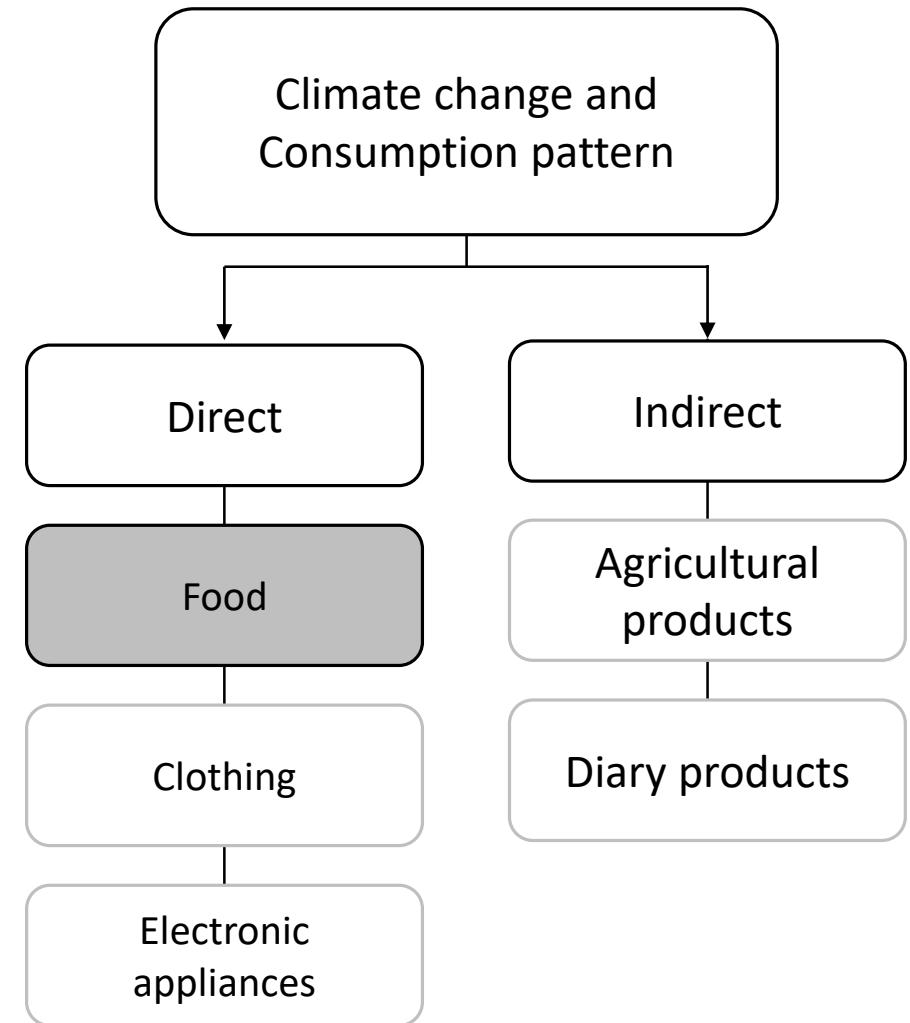 Climate change and
Consumption pattern
Direct
Indirect
Food
Agricultural
products
Clothing
Diary products
Electronic
appliances